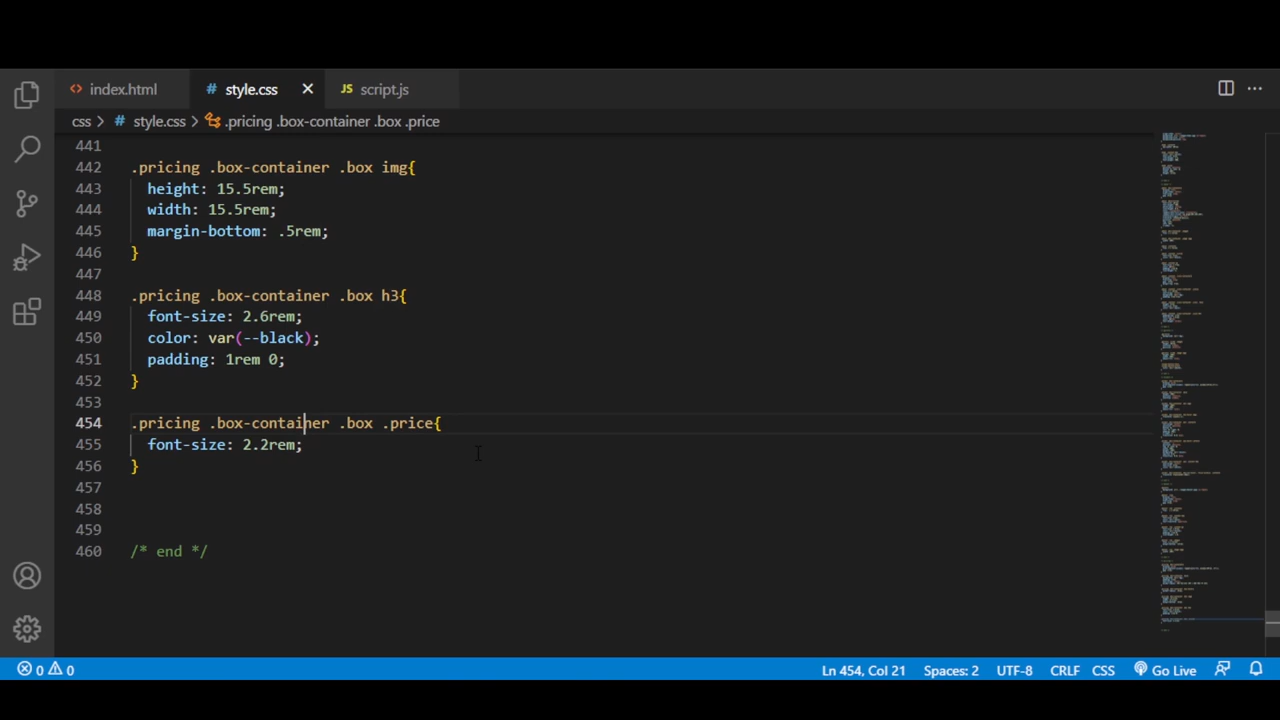 index.html
style.css
script.js
css > # style.css > .pricing .box-container .box .price
441
442 .pricing .box-container .box img{
443 height: 15.5rem;
444 width: 15.5rem;
445 margin-bottom: .5rem;
446 }
447
448 .pricing .box-container .box h3{
449 font-size: 2.6rem;
450 color: var(--black);
451 padding: 1rem 0;
452 }
453
454 .pricing .box-container .box .price{
455 font-size: 2.2rem;
456 }
457
458
459
460 /* end */
0 0 Ln 454, Col 21 Spaces: 2 UTF-8 CRLF CSS Go Live